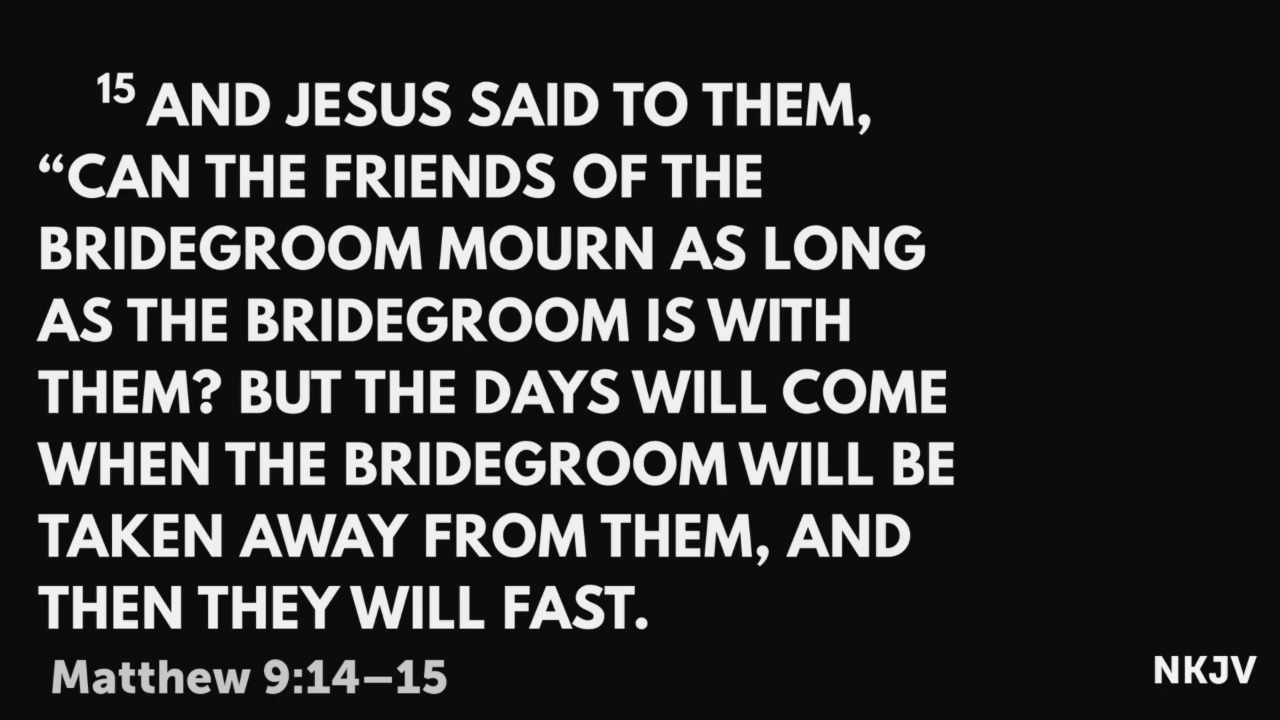 15 AND JESUS SAID TO THEM,
“CAN THE FRIENDS OF THE
BRIDEGROOM MOURN AS LONG
AS THE BRIDEGROOM IS WITH
THEM? BUT THE DAYS WILL COME
WHEN THE BRIDEGROOM WILL BE
TAKEN AWAY FROM THEM, AND
THEN THEY WILL FAST.
Matthew 9:14–15
NKJV